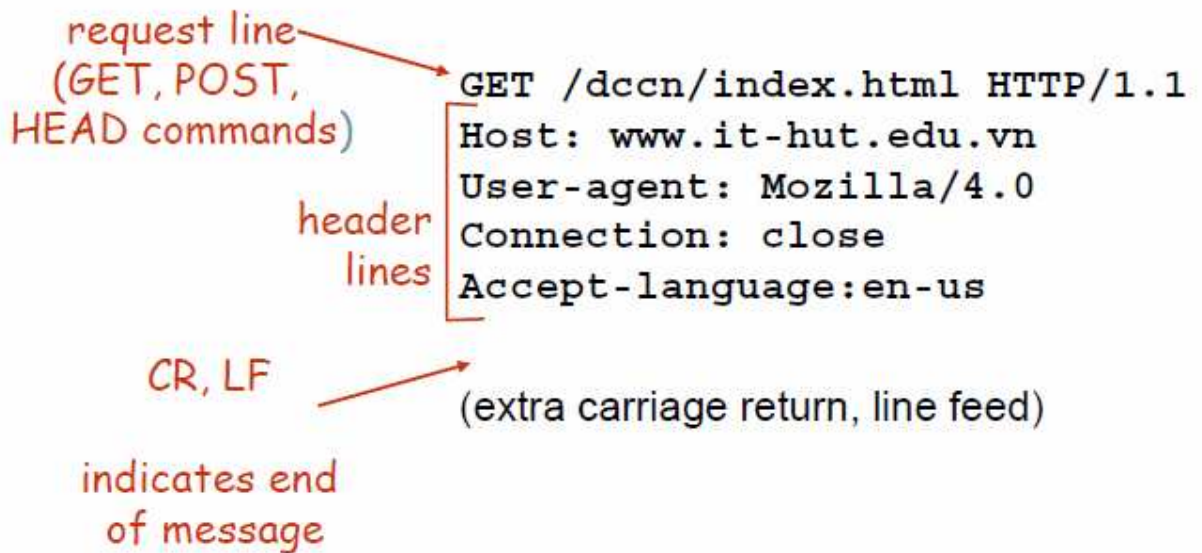 request line
(GET, POST,
HEAD commands)
GET /dccn/index.html HTTP/1.1
Host: www.it-hut.edu.vn
User-agent: Mozilla/4.0
Connection: close
Accept-language:en-us
header
lines
CR, LF
(extra carriage return, line feed)
indicates end
of message